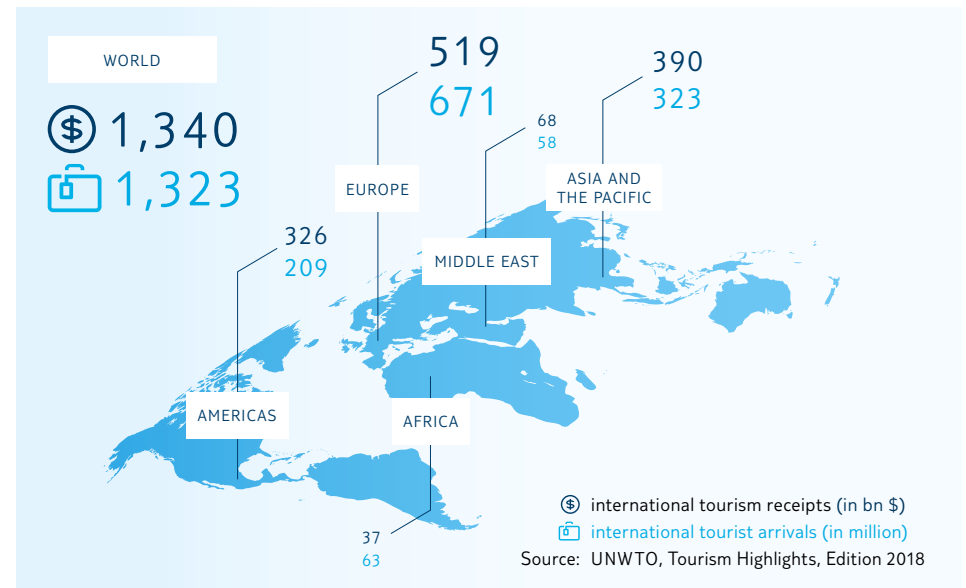 WORLD
$ 1,340
1,323
519
671
390
323
68
58
EUROPE
ASIA AND
THE PACIFIC
326
209
MIDDLE EAST
AMERICAS
AFRICA
37
63
$ international tourism receipts (in bn $)
international tourist arrivals (in million)
Source: UNWTO, Tourism Highlights, Edition 2018